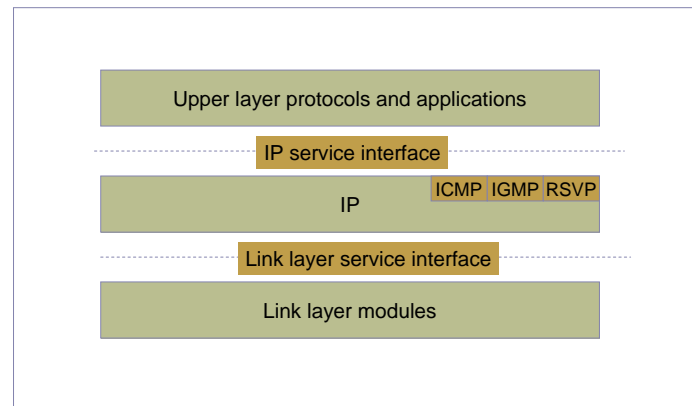 Upper layer protocols and applications
IP service interface
ICMP IGMP RSVP
IP
Link layer service interface
Link layer modules